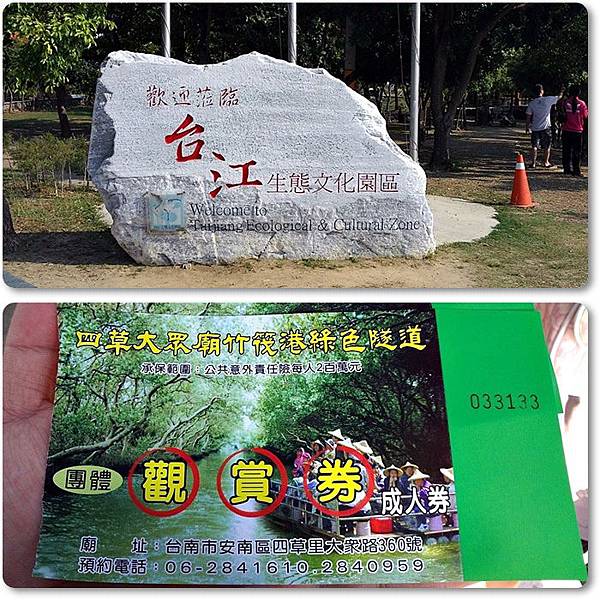 歡迎蒞臨
台江生態文化園區
Welcome to
Taijiang Ecological & Cultural Zone
四草大眾廟竹筏港綠色隧道
承保範圍：公共意外責任險每人2百萬元
033133
團體 觀賞券 成人券
廟 址：台南市安南區四草里大衆路360號
預約電話：06-2841610.2840959